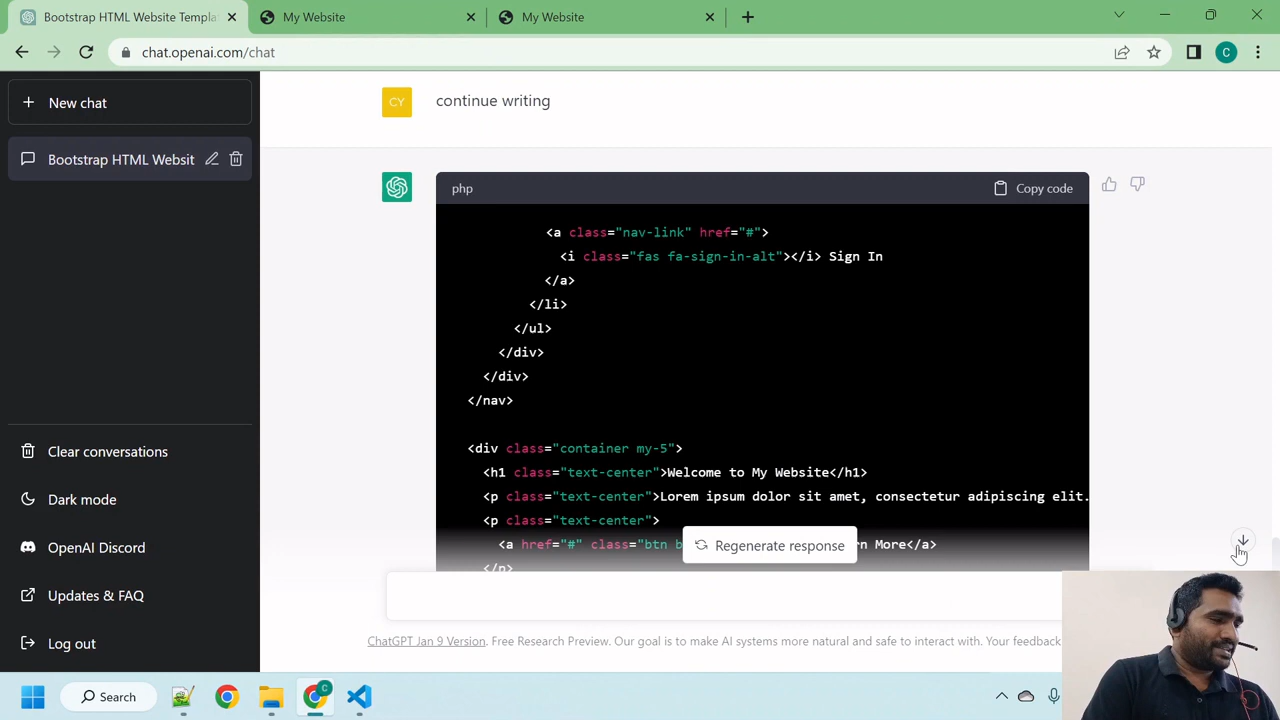 Bootstrap HTML Website Templat
My Website
My Website
chat.openai.com/chat
C
New chat
Bootstrap HTML Websit
Clear conversations
Dark mode
OpenAI Discord
Updates & FAQ
Log out
CY
continue writing
php
Copy code
<a class="nav-link" href="#">
<i class="fas fa-sign-in-alt"></i> Sign In
</a>
</li>
</ul>
</div>
</div>
</nav>
<div class="container my-5">
<h1 class="text-center">Welcome to My Website</h1>
<p class="text-center">Lorem ipsum dolor sit amet, consectetur adipiscing elit.
<p class="text-center">
<a href="#" class="btn b
rn More</a>
</p>
Regenerate response
ChatGPT Jan 9 Version. Free Research Preview. Our goal is to make AI systems more natural and safe to interact with. Your feedback
Search
C